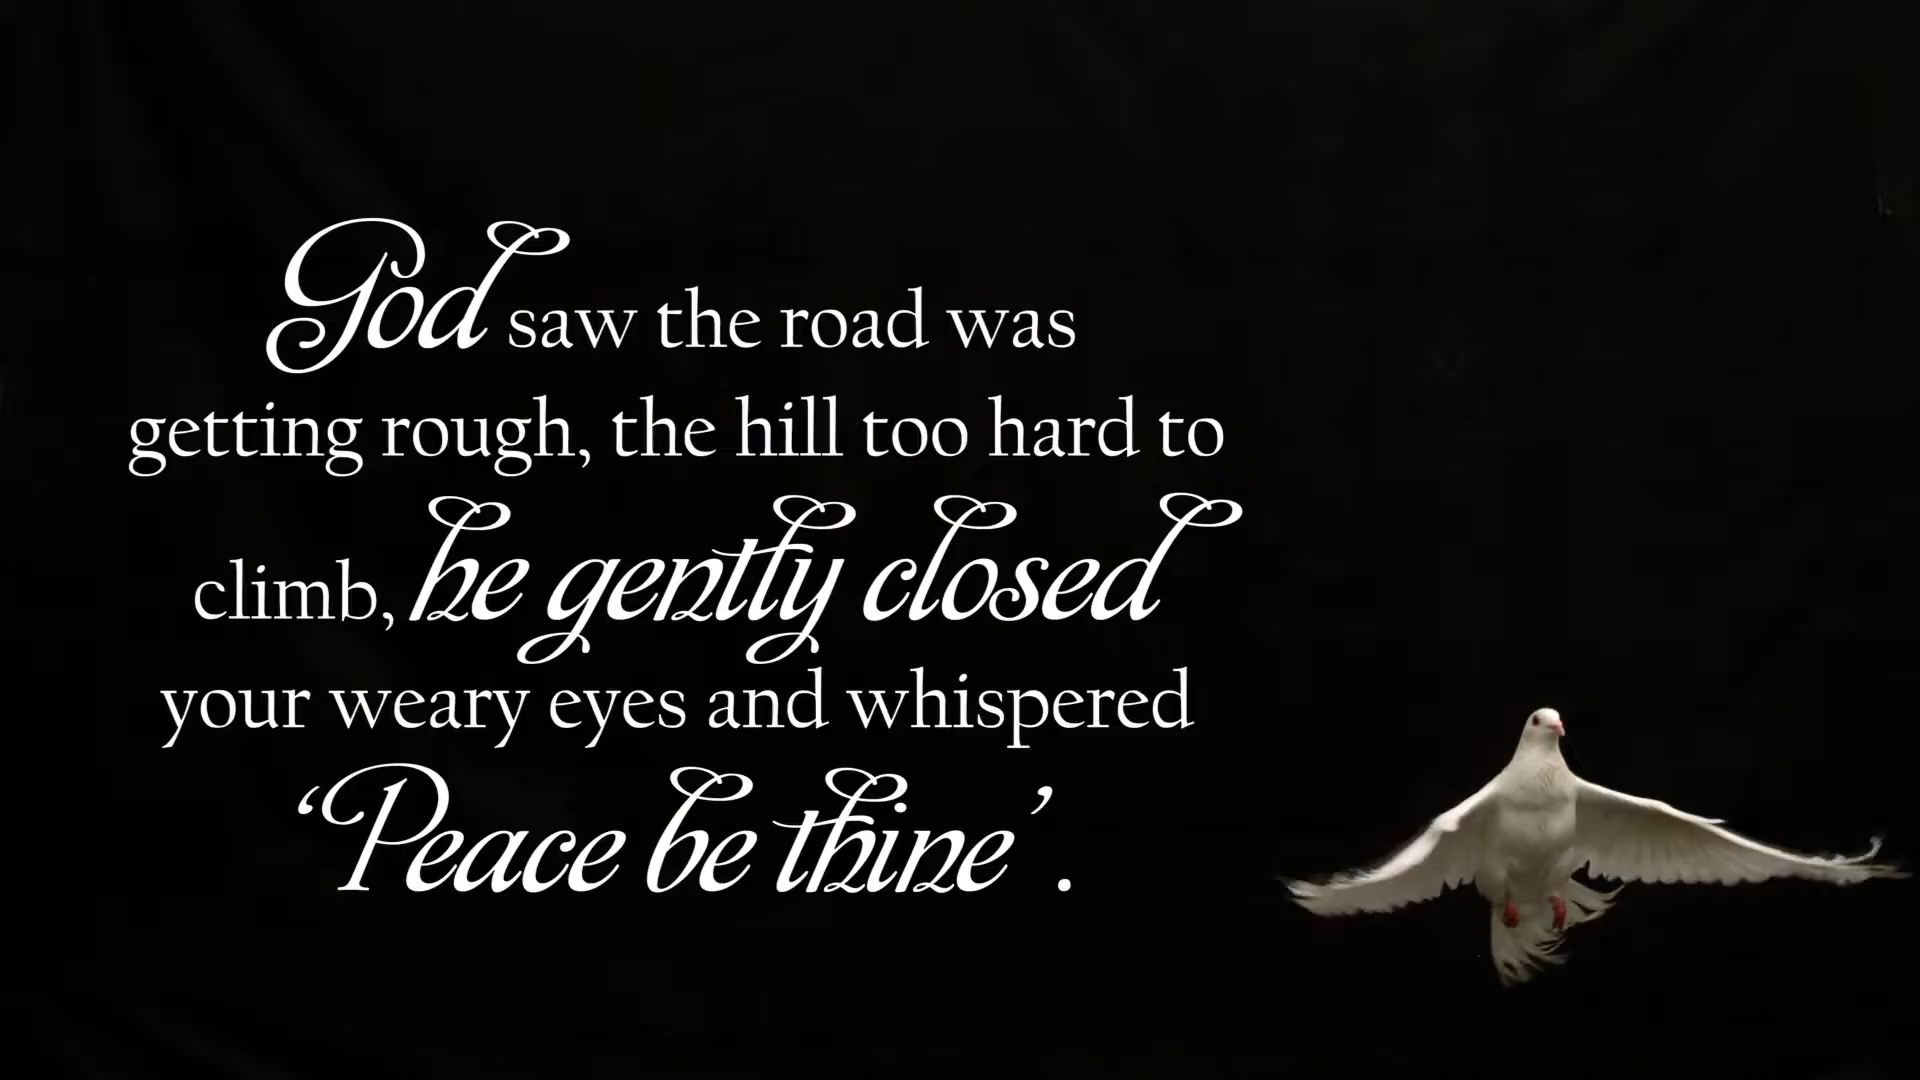 God saw the road was
getting rough, the hill too hard to
climb, he gently closed
your weary eyes and whispered
‘Peace be thine’.